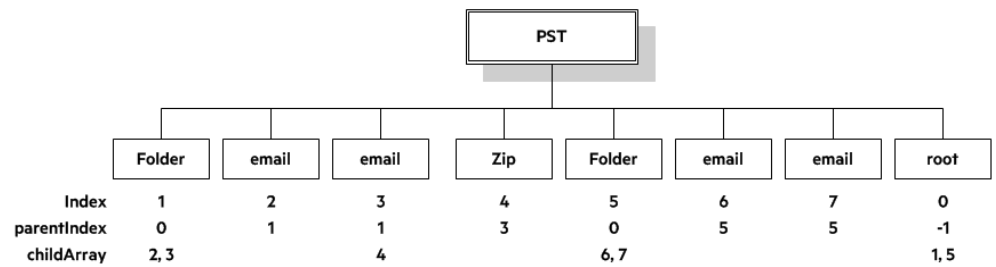 PST
Folder email email Zip Folder email email root
Index 1 2 3 4 5 6 7 0
parentIndex 0 1 1 3 0 5 5 -1
childArray 2, 3 4 6, 7 1, 5